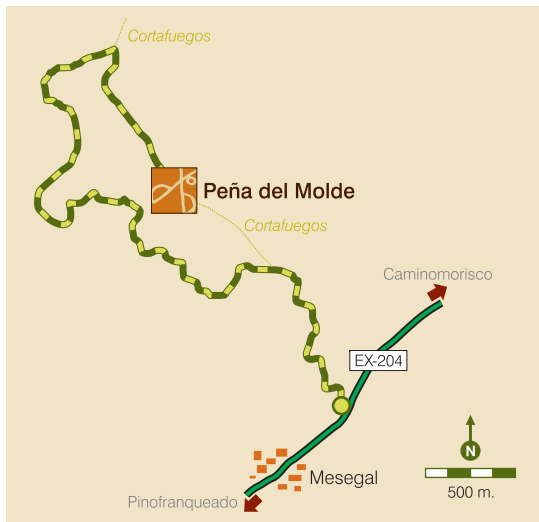 Cortafuegos
Peña del Molde
Cortafuegos
Caminomorisco
EX-204
N
Mesegal
500 m.
Pinofranqueado